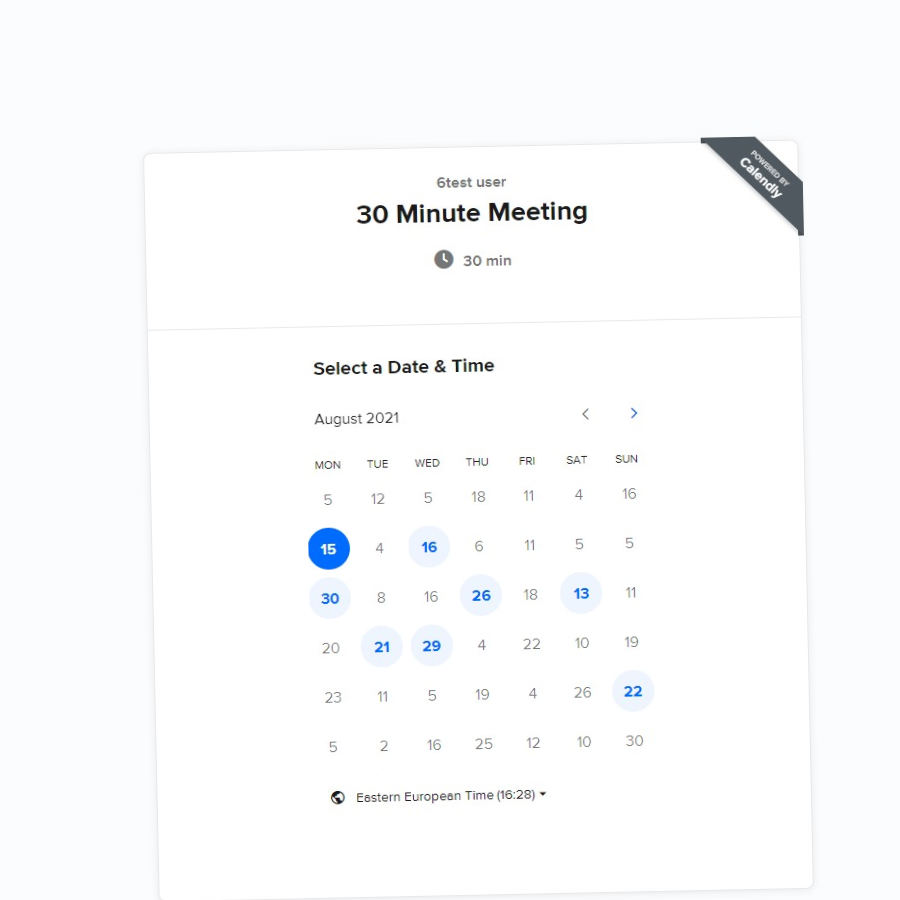 POWERED BY
Calendly
6test user
30 Minute Meeting
30 min
Select a Date & Time
August 2021
MON TUE WED THU FRI SAT SUN
5 12 5 18 11 4 16
15 4 16 6 11 5 5
30 8 16 26 18 13 11
20 21 29 4 22 10 19
23 11 5 19 4 26 22
5 2 16 25 12 10 30
Eastern European Time (16:28)